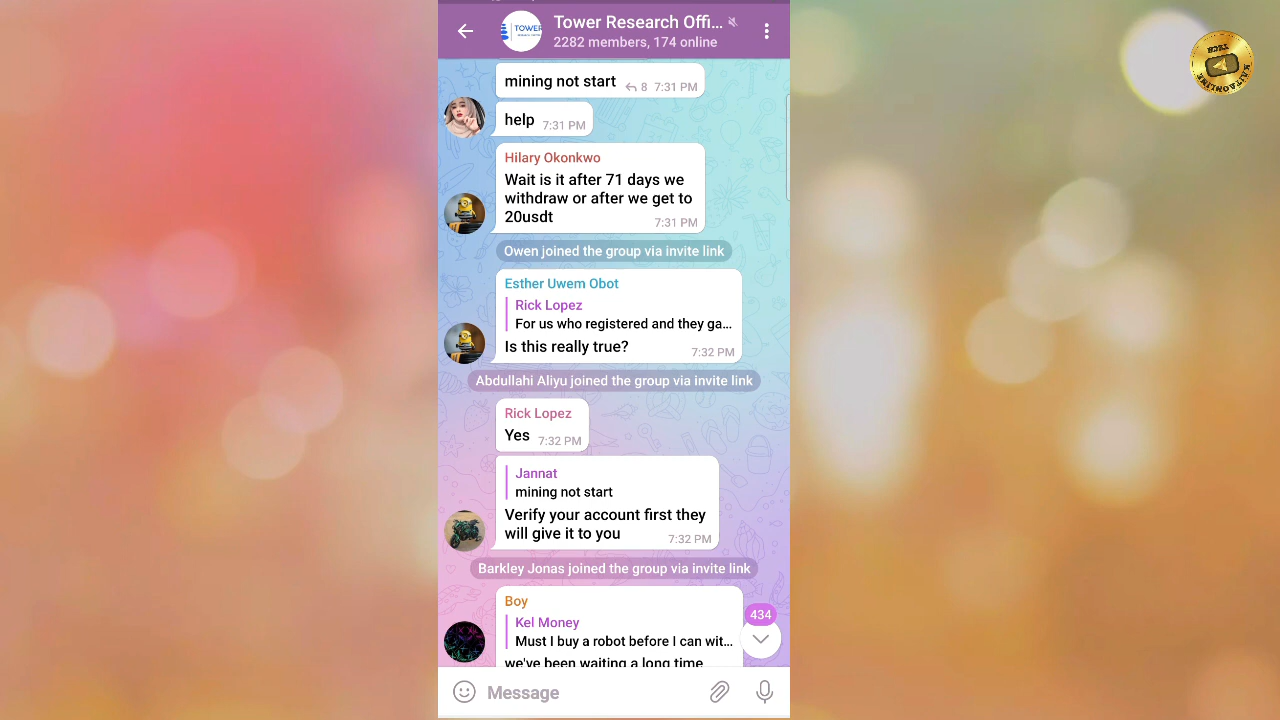 Tower Research Offi...
2282 members, 174 online
TOWER
mining not start 8 7:31 PM
help 7:31 PM
Hilary Okonkwo
Wait is it after 71 days we
withdraw or after we get to
20usdt 7:31 PM
Owen joined the group via invite link
Esther Uwem Obot
Rick Lopez
For us who registered and they ga...
Is this really true? 7:32 PM
Abdullahi Aliyu joined the group via invite link
Rick Lopez
Yes 7:32 PM
Jannat
mining not start
Verify your account first they
will give it to you 7:32 PM
Barkley Jonas joined the group via invite link
Boy
Kel Money
Must I buy a robot before I can wit...
we've been waiting a long time
434
Message